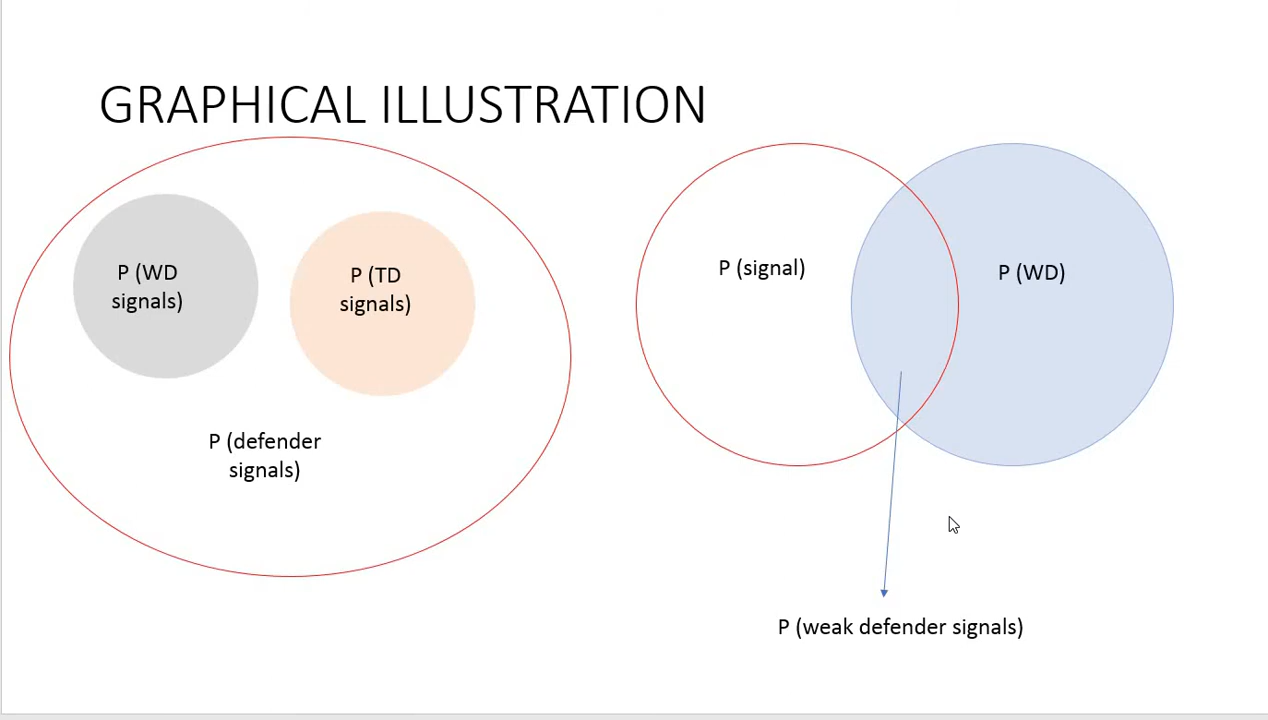 GRAPHICAL ILLUSTRATION
P (WD
signals)
P (TD
signals)
P (defender
signals)
P (signal)
P (WD)
P (weak defender signals)